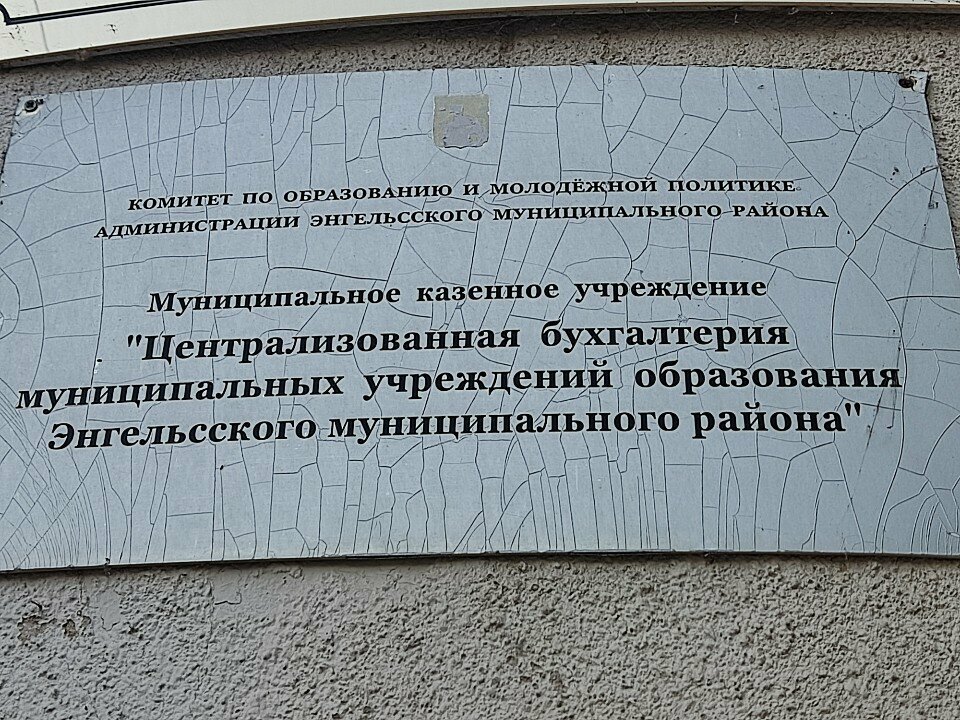 КОМИТЕТ ПО ОБРАЗОВАНИЮ И МОЛОДЁЖНОЙ ПОЛИТИКЕ
АДМИНИСТРАЦИИ ЭНГЕЛЬССКОГО МУНИЦИПАЛЬНОГО РАЙОНА
Муниципальное казенное учреждение
"Централизованная бухгалтерия
муниципальных учреждений образования
Энгельсского муниципального района"